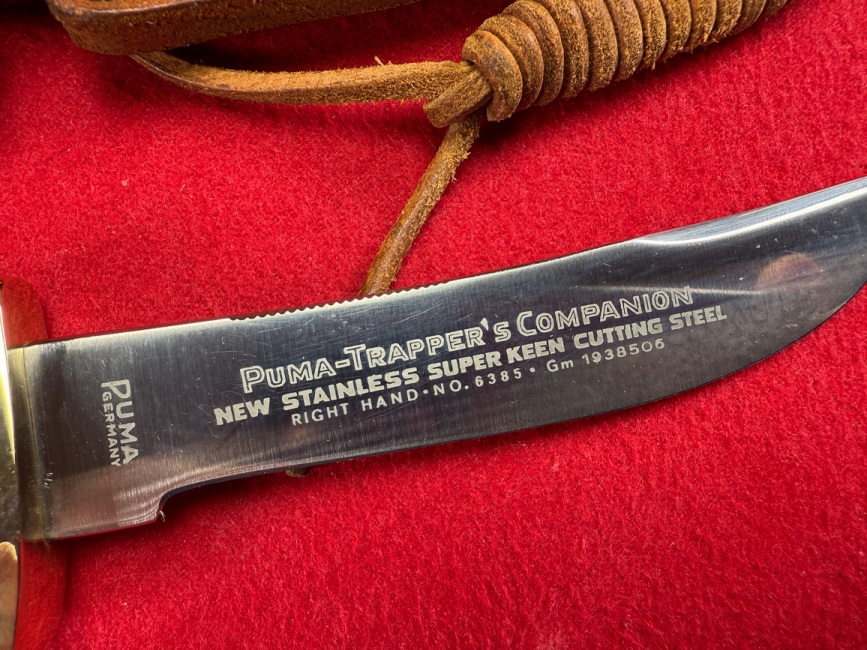 PUMA-TRAPPER'S COMPANION
NEW STAINLESS SUPER KEEN CUTTING STEEL
RIGHT HAND • NO. 6385 • Gm 1938506
PUMA
GERMANY